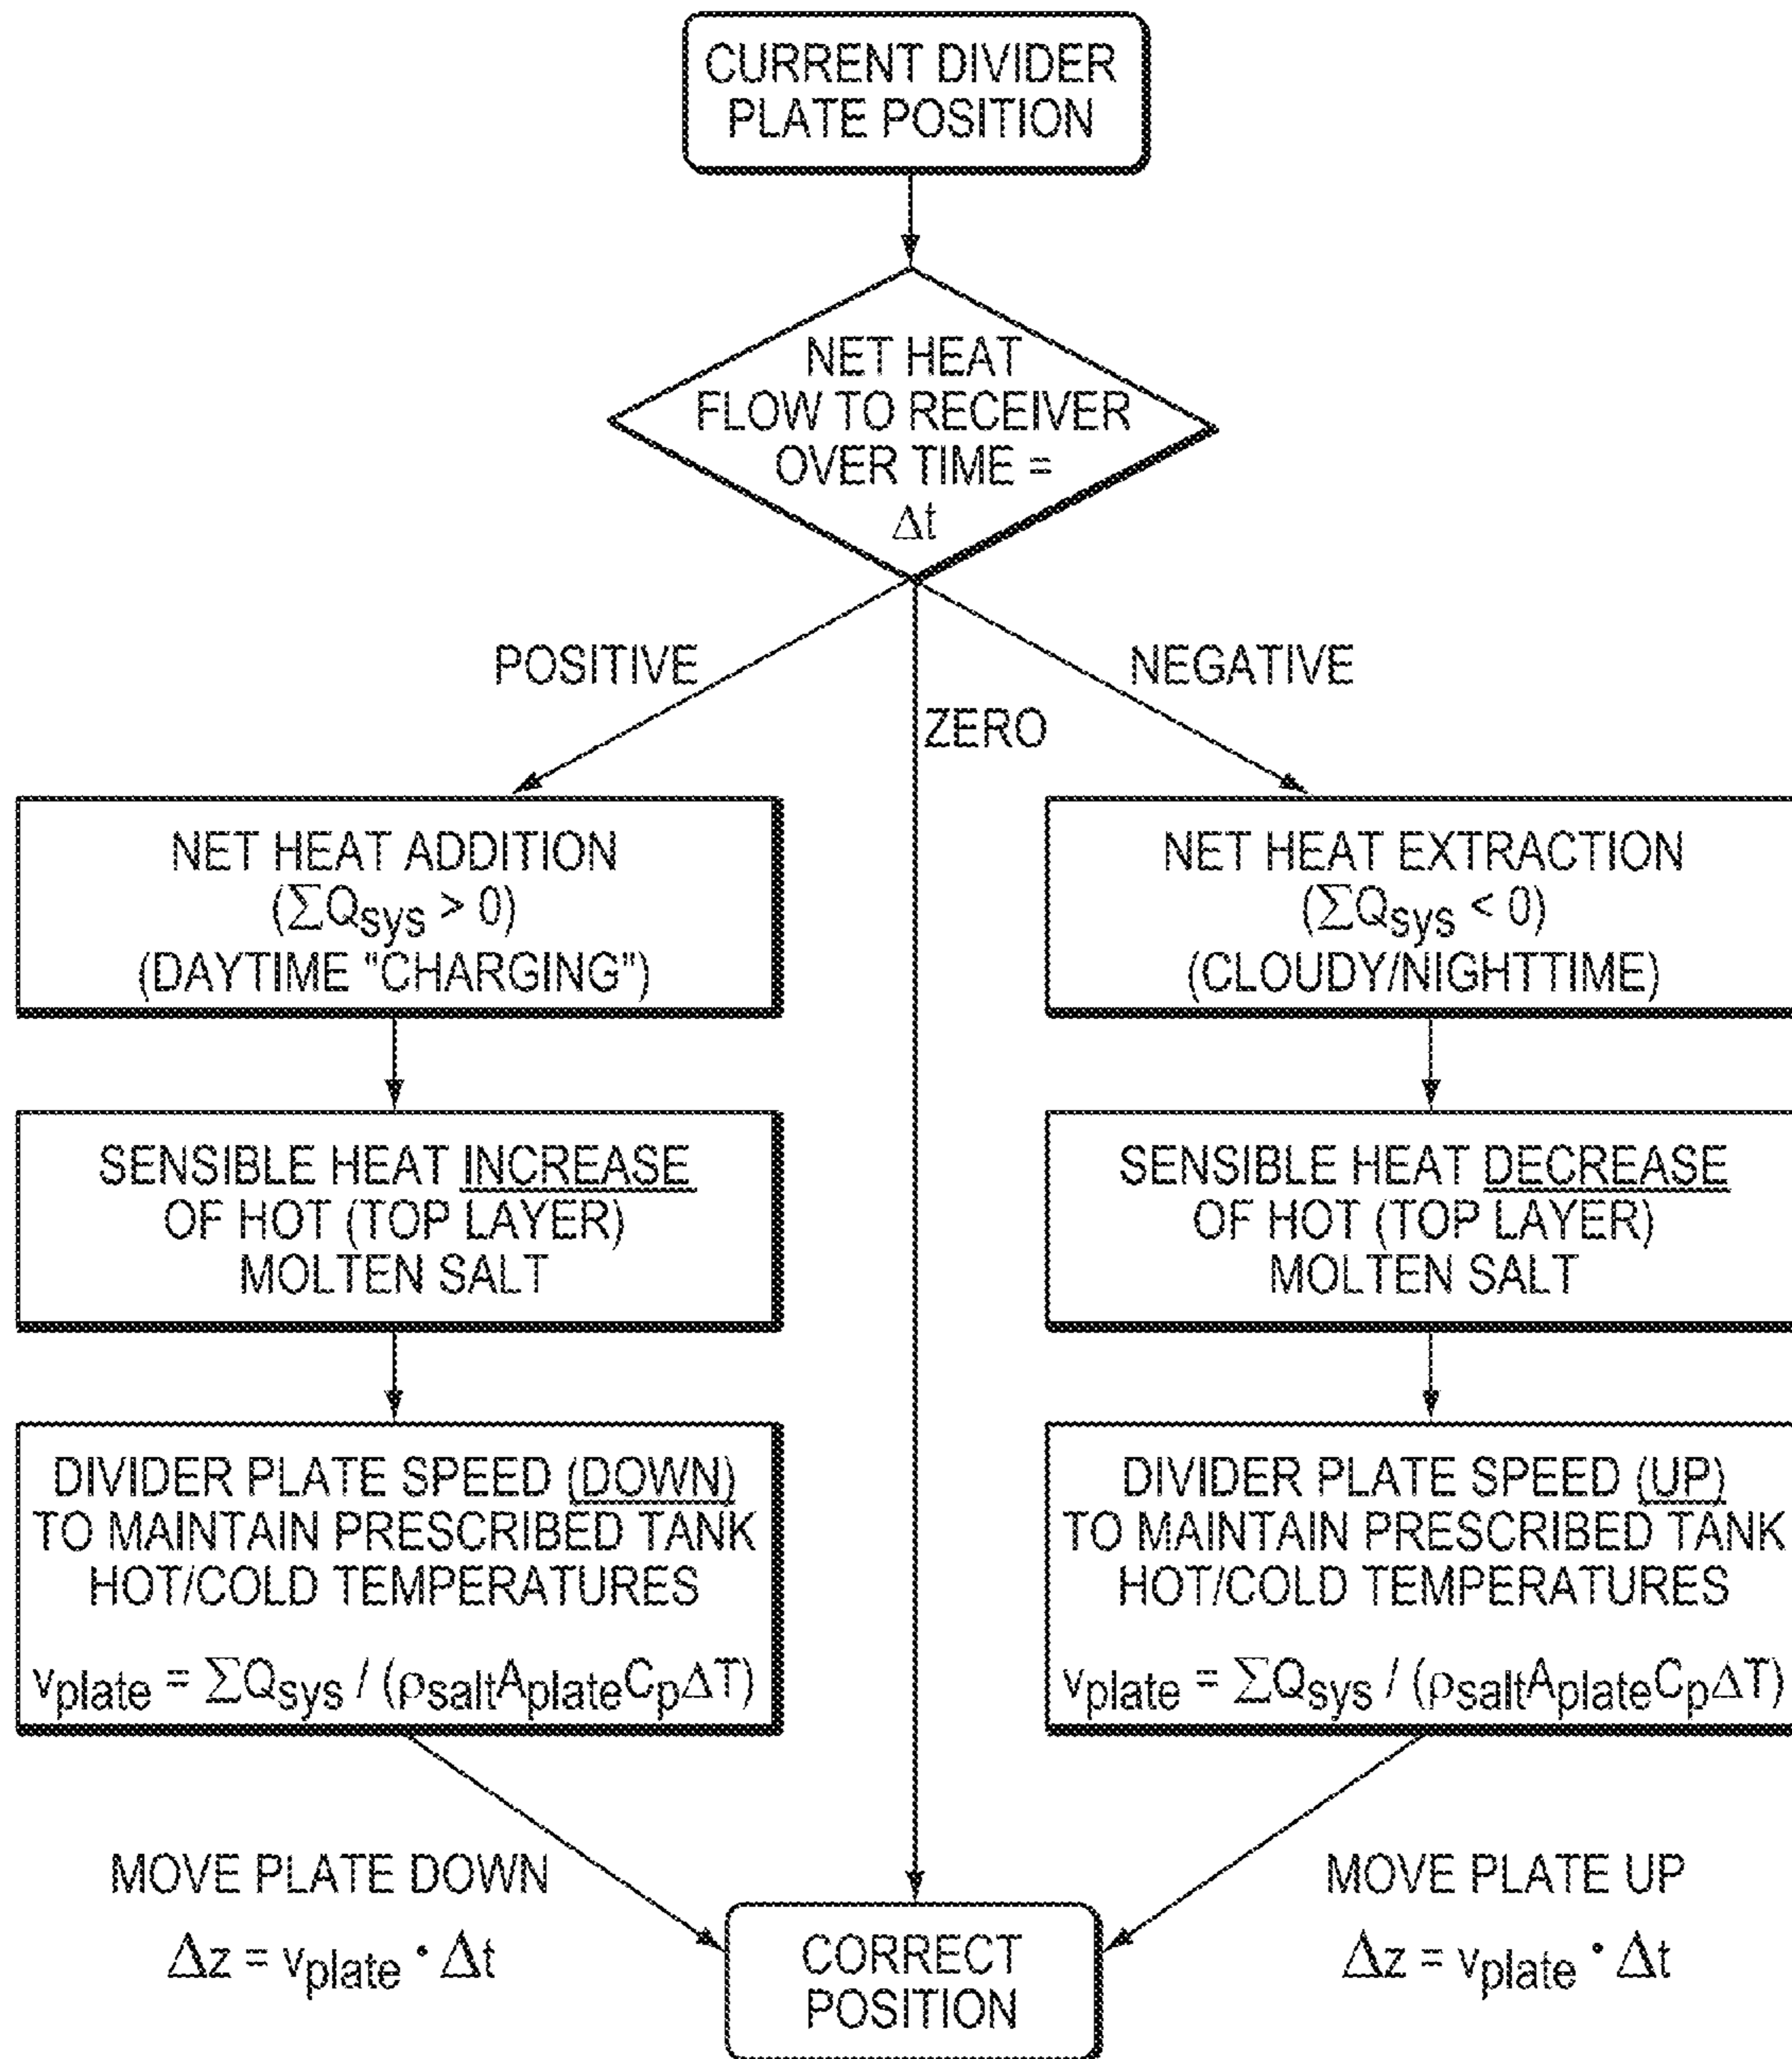 CURRENT DIVIDER
PLATE POSITION
NET HEAT
FLOW TO RECEIVER
OVER TIME =
Δt
POSITIVE
ZERO
NEGATIVE
NET HEAT ADDITION
(ΣQsys > 0)
(DAYTIME "CHARGING")
SENSIBLE HEAT INCREASE
OF HOT (TOP LAYER)
MOLTEN SALT
DIVIDER PLATE SPEED (DOWN)
TO MAINTAIN PRESCRIBED TANK
HOT/COLD TEMPERATURES
vplate = ΣQsys / (ρsaltAplateCpΔT)
MOVE PLATE DOWN
Δz = vplate • Δt
NET HEAT EXTRACTION
(ΣQsys < 0)
(CLOUDY/NIGHTTIME)
SENSIBLE HEAT DECREASE
OF HOT (TOP LAYER)
MOLTEN SALT
DIVIDER PLATE SPEED (UP)
TO MAINTAIN PRESCRIBED TANK
HOT/COLD TEMPERATURES
vplate = ΣQsys / (ρsaltAplateCpΔT)
MOVE PLATE UP
Δz = vplate • Δt
CORRECT
POSITION